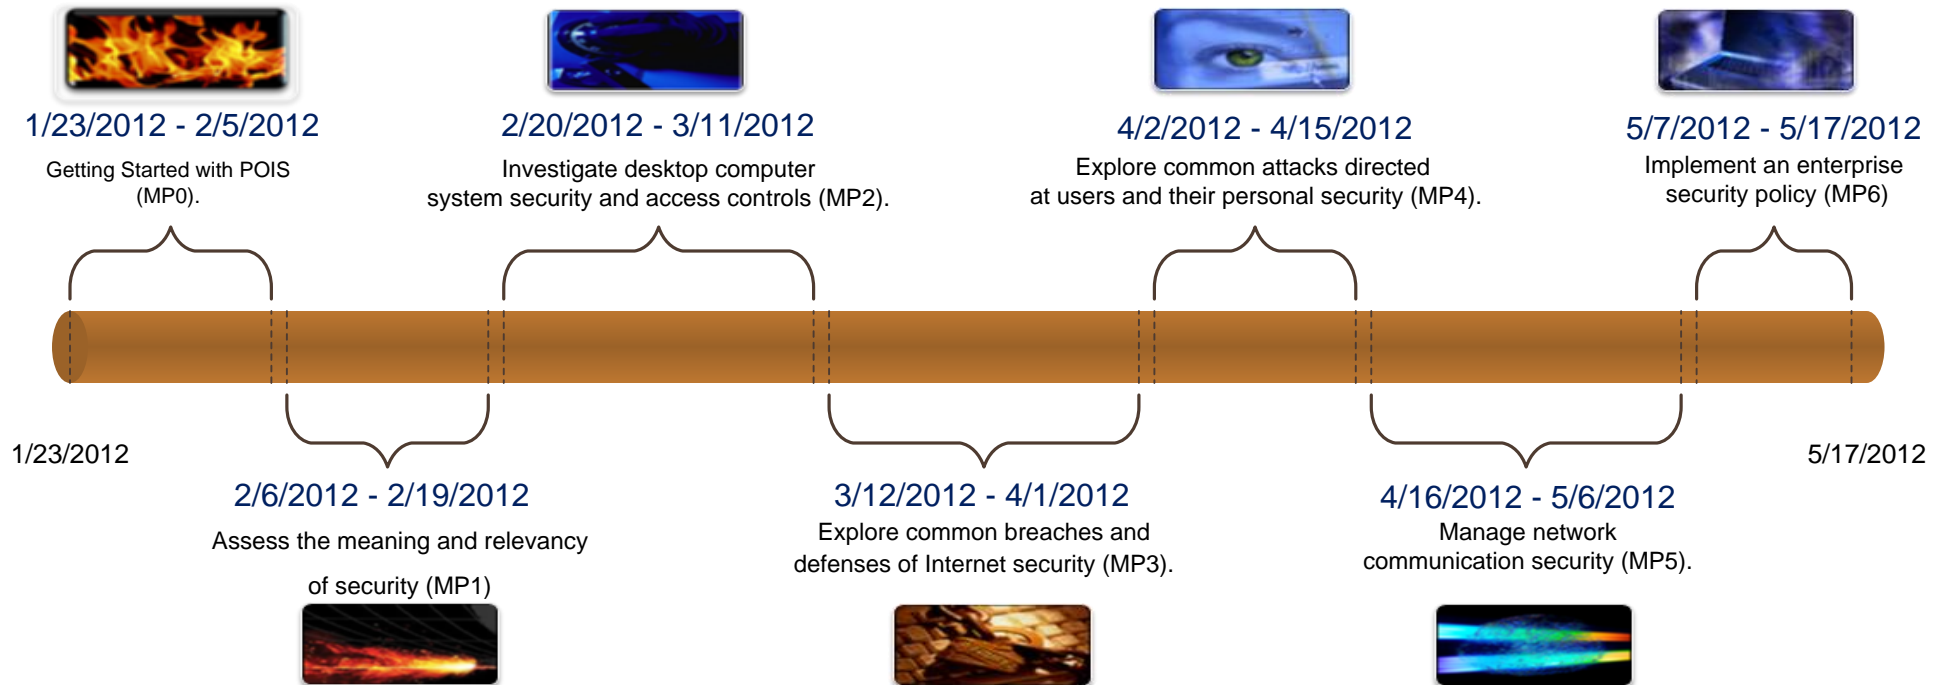 1/23/2012 - 2/5/2012
Getting Started with POIS
(MP0).
2/20/2012 - 3/11/2012
Investigate desktop computer
system security and access controls (MP2).
4/2/2012 - 4/15/2012
Explore common attacks directed
at users and their personal security (MP4).
5/7/2012 - 5/17/2012
Implement an enterprise
security policy (MP6)
1/23/2012
5/17/2012
2/6/2012 - 2/19/2012
Assess the meaning and relevancy
of security (MP1)
3/12/2012 - 4/1/2012
Explore common breaches and
defenses of Internet security (MP3).
4/16/2012 - 5/6/2012
Manage network
communication security (MP5).